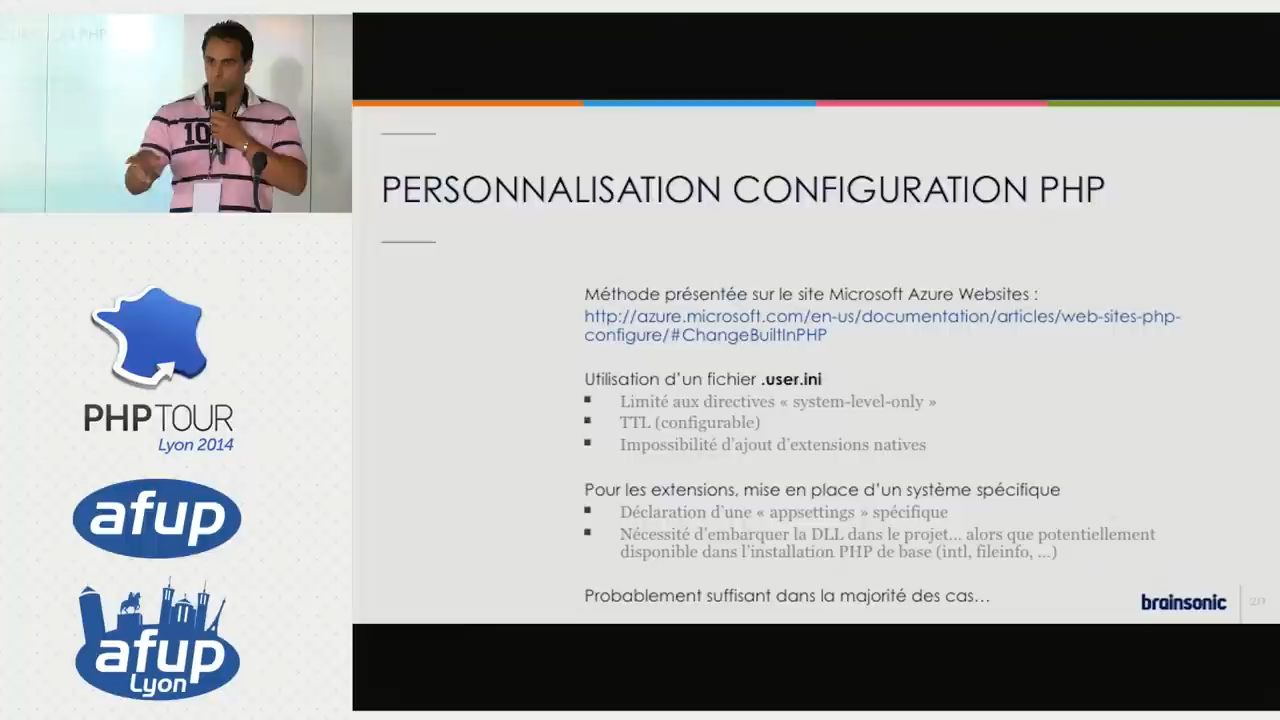 10
PHPTOUR
Lyon 2014
afup
afup
Lyon
PERSONNALISATION CONFIGURATION PHP
Méthode présentée sur le site Microsoft Azure Websites :
http://azure.microsoft.com/en-us/documentation/articles/web-sites-php-
configure/#ChangeBuiltInPHP
Utilisation d'un fichier .user.ini
▪ Limité aux directives « system-level-only »
▪ TTL (configurable)
▪ Impossibilité d'ajout d'extensions natives
Pour les extensions, mise en place d'un système spécifique
▪ Déclaration d'une « appsettings » spécifique
▪ Nécessité d'embarquer la DLL dans le projet… alors que potentiellement
disponible dans l'installation PHP de base (intl, fileinfo, …)
Probablement suffisant dans la majorité des cas…
brainsonic
20